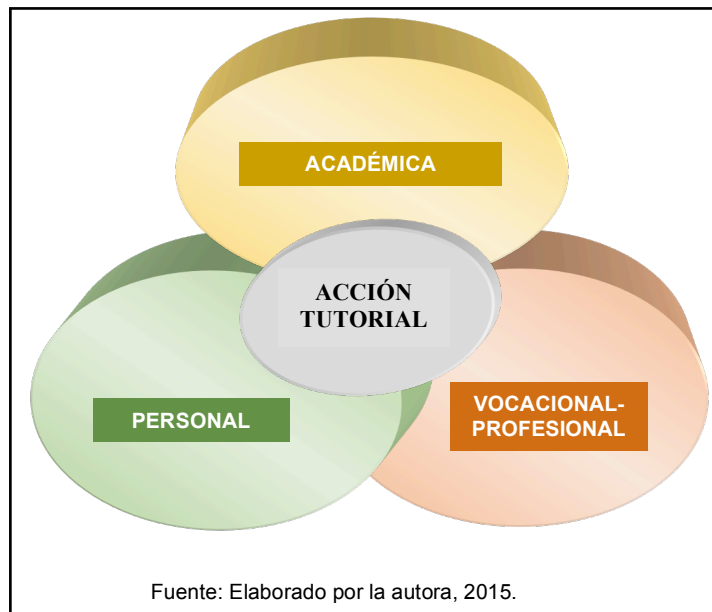 ACADÉMICA
ACCIÓN
TUTORIAL
PERSONAL
VOCACIONAL-
PROFESIONAL
Fuente: Elaborado por la autora, 2015.